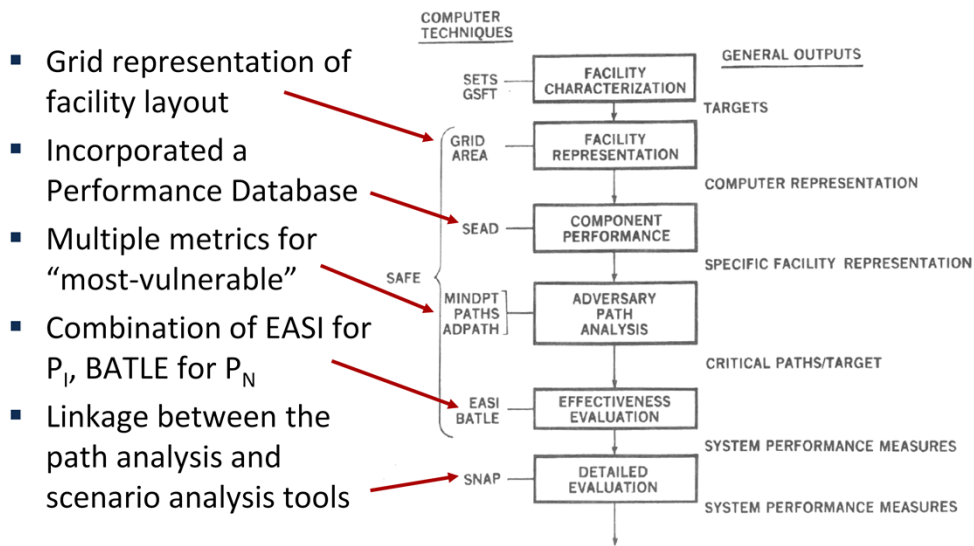 ▪ Grid representation of
facility layout
▪ Incorporated a
Performance Database
▪ Multiple metrics for
“most-vulnerable”
▪ Combination of EASI for
P_I, BATLE for P_N
▪ Linkage between the
path analysis and
scenario analysis tools
COMPUTER
TECHNIQUES
GENERAL OUTPUTS
SETS
GSFT
FACILITY
CHARACTERIZATION
TARGETS
GRID
AREA
FACILITY
REPRESENTATION
COMPUTER REPRESENTATION
SEAD
COMPONENT
PERFORMANCE
SPECIFIC FACILITY REPRESENTATION
SAFE
MINDPT
PATHS
ADPATH
ADVERSARY
PATH
ANALYSIS
CRITICAL PATHS/TARGET
EASI
BATLE
EFFECTIVENESS
EVALUATION
SYSTEM PERFORMANCE MEASURES
SNAP
DETAILED
EVALUATION
SYSTEM PERFORMANCE MEASURES